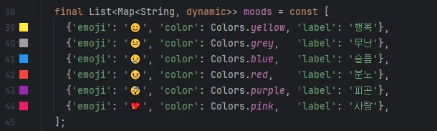 38 final List<Map<String, dynamic>> moods = const [
39 {'emoji': '😊', 'color': Colors.yellow, 'label': '행복'},
40 {'emoji': '😐', 'color': Colors.grey, 'label': '무난'},
41 {'emoji': '😢', 'color': Colors.blue, 'label': '슬픔'},
42 {'emoji': '😡', 'color': Colors.red, 'label': '분노'},
43 {'emoji': '😴', 'color': Colors.purple, 'label': '피곤'},
44 {'emoji': '💖', 'color': Colors.pink, 'label': '사랑'},
45 ];